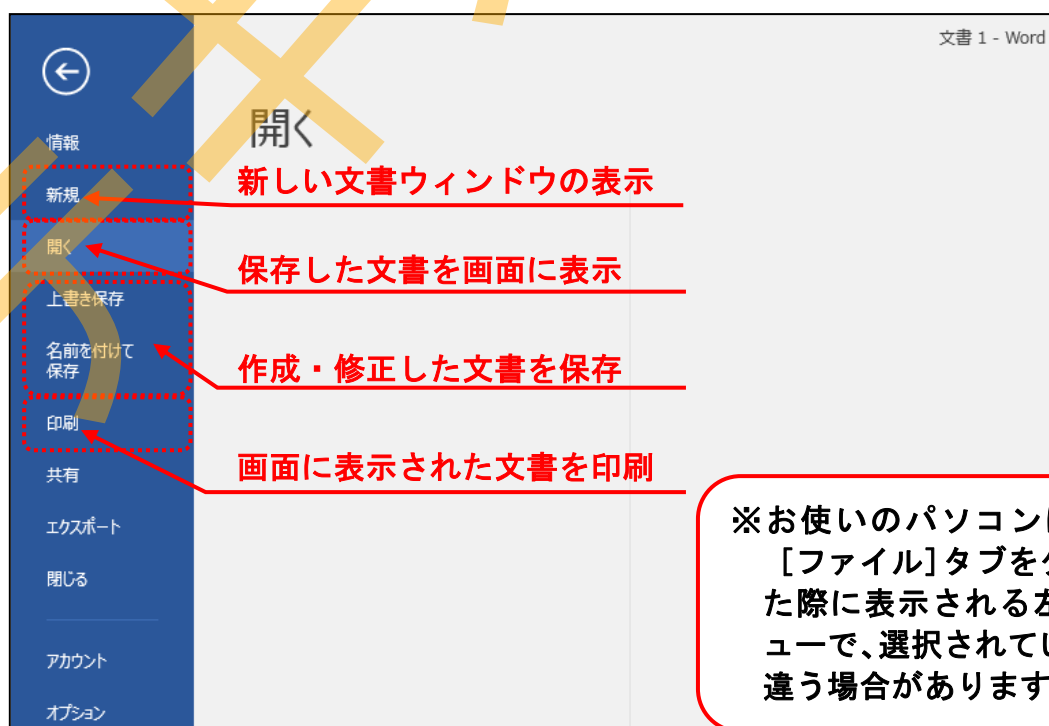 文書 1 - Word
開く
情報
新規
開く
上書き保存
名前を付けて
保存
印刷
共有
エクスポート
閉じる
アカウント
オプション
新しい文書ウィンドウの表示
保存した文書を画面に表示
作成・修正した文書を保存
画面に表示された文書を印刷
※お使いのパソコン
[ファイル]タブを
た際に表示される
ューで、選択されてい
違う場合があります